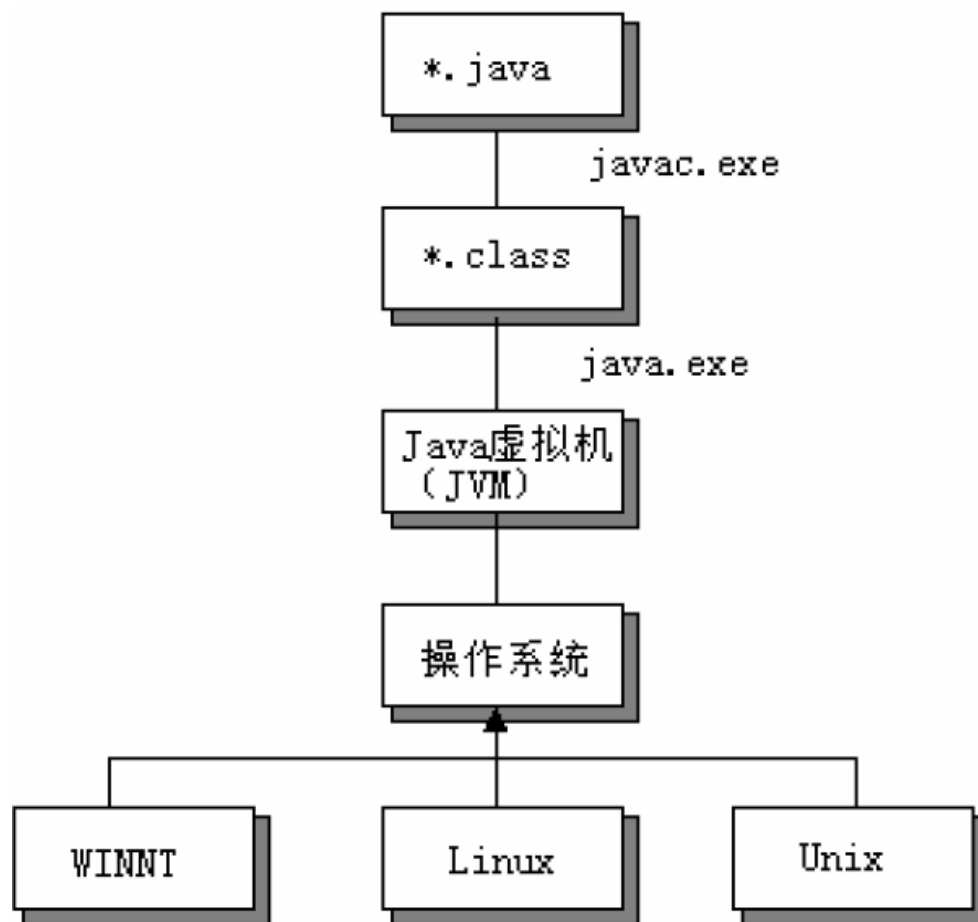 *.java
javac.exe
*.class
java.exe
Java虚拟机
（JVM）
操作系统
WINNT
Linux
Unix